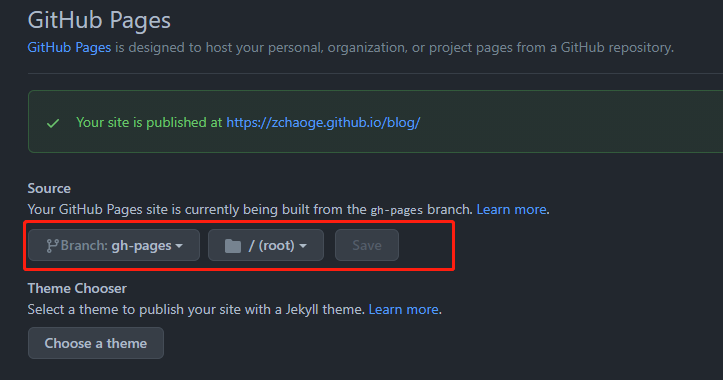 GitHub Pages
GitHub Pages is designed to host your personal, organization, or project pages from a GitHub repository.
Your site is published at https://zchaoge.github.io/blog/
Source
Your GitHub Pages site is currently being built from the gh-pages branch. Learn more.
Branch: gh-pages / (root) Save
Theme Chooser
Select a theme to publish your site with a Jekyll theme. Learn more.
Choose a theme